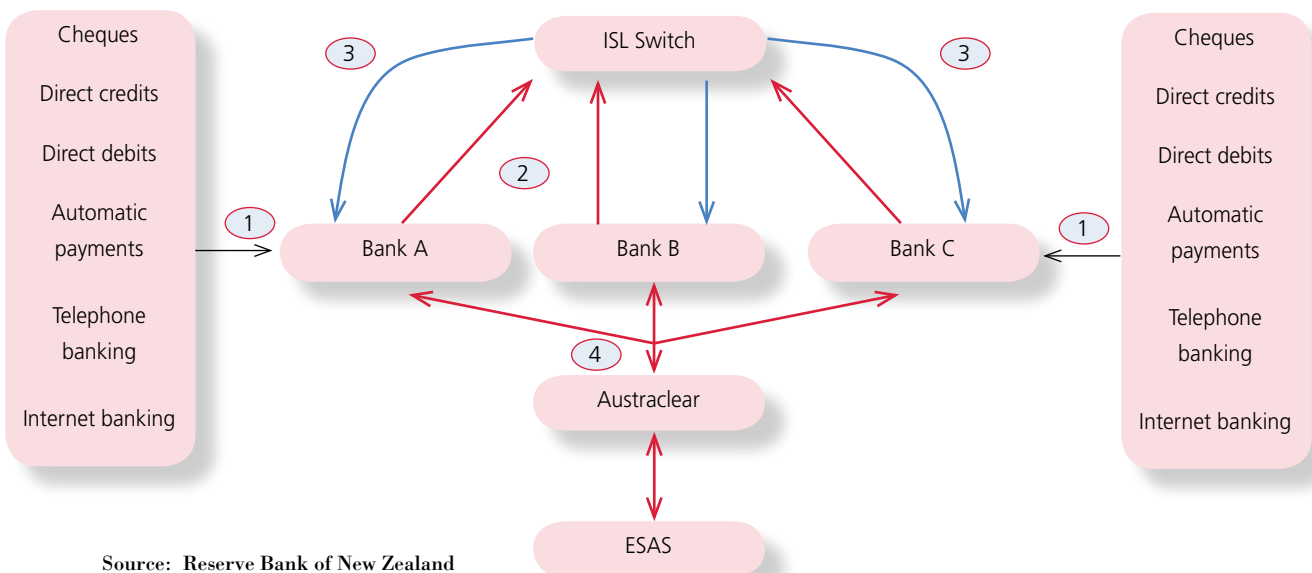 Cheques
Direct credits
Direct debits
Automatic
payments
Telephone
banking
Internet banking
1
3
ISL Switch
3
2
Bank A
Bank B
Bank C
4
Austraclear
ESAS
1
Cheques
Direct credits
Direct debits
Automatic
payments
Telephone
banking
Internet banking
Source: Reserve Bank of New Zealand